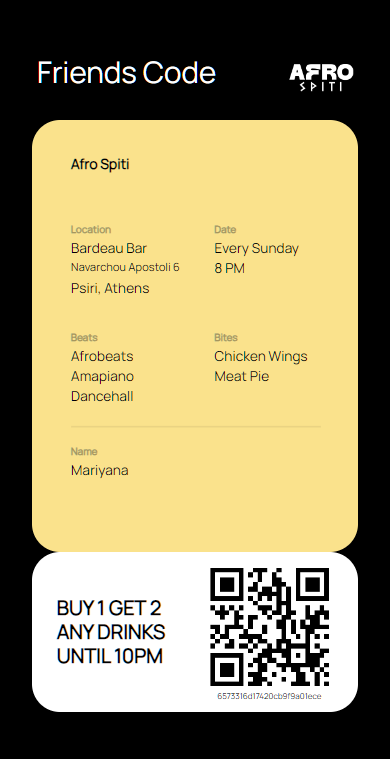 Friends Code
AFRO
SPITI
Afro Spiti
Location
Bardeau Bar
Navarchou Apostoli 6
Psiri, Athens
Date
Every Sunday
8 PM
Beats
Afrobeats
Amapiano
Dancehall
Bites
Chicken Wings
Meat Pie
Name
Mariyana
BUY 1 GET 2
ANY DRINKS
UNTIL 10PM
6573316d17420cb9f9a01ece